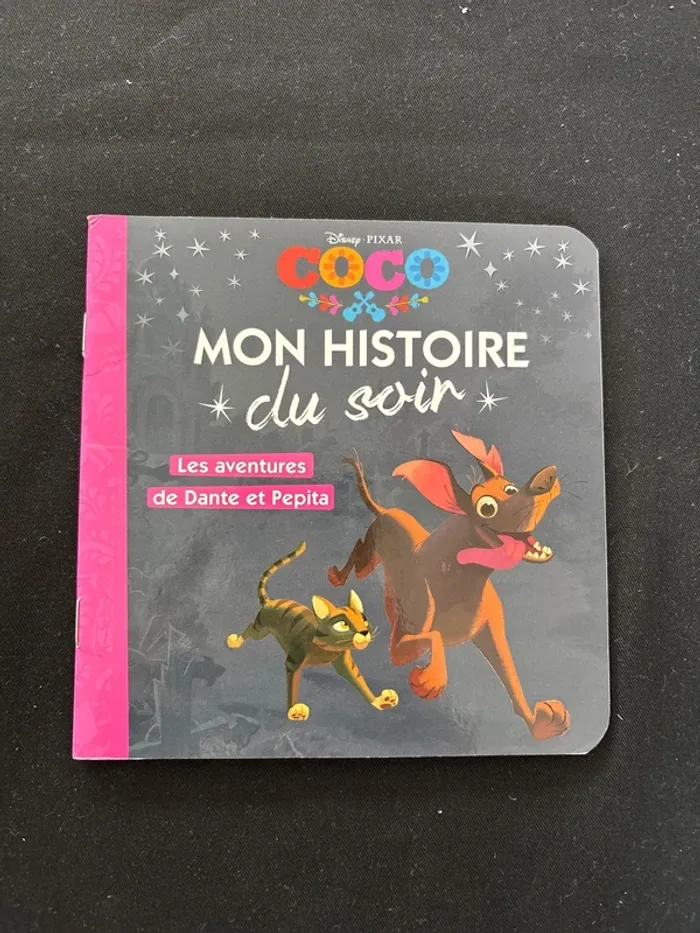 Disney · PIXAR
COCO
MON HISTOIRE
du soir
Les aventures
de Dante et Pepita